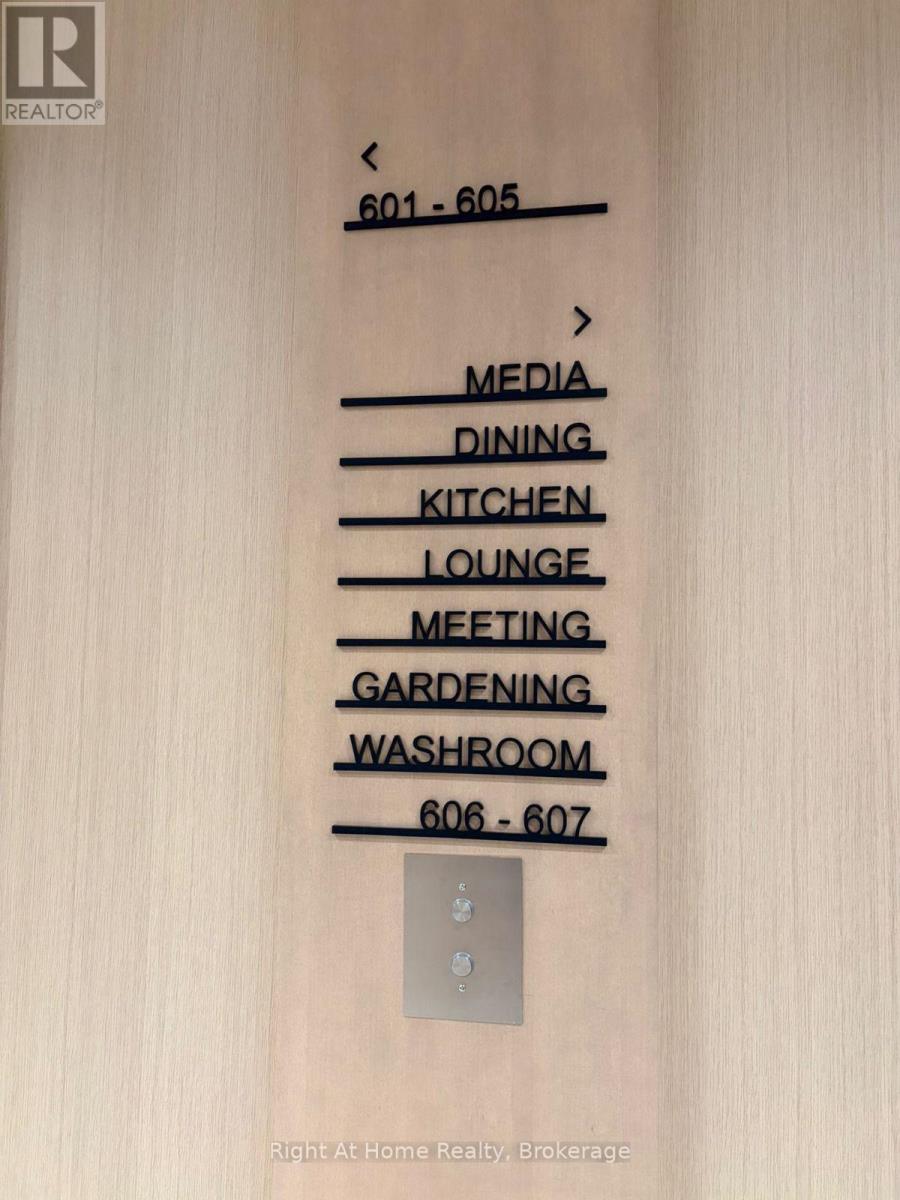 R
REALTOR®
<
601 - 605
>
MEDIA
DINING
KITCHEN
LOUNGE
MEETING
GARDENING
WASHROOM
606 - 607
Right At Home Realty, Brokerage